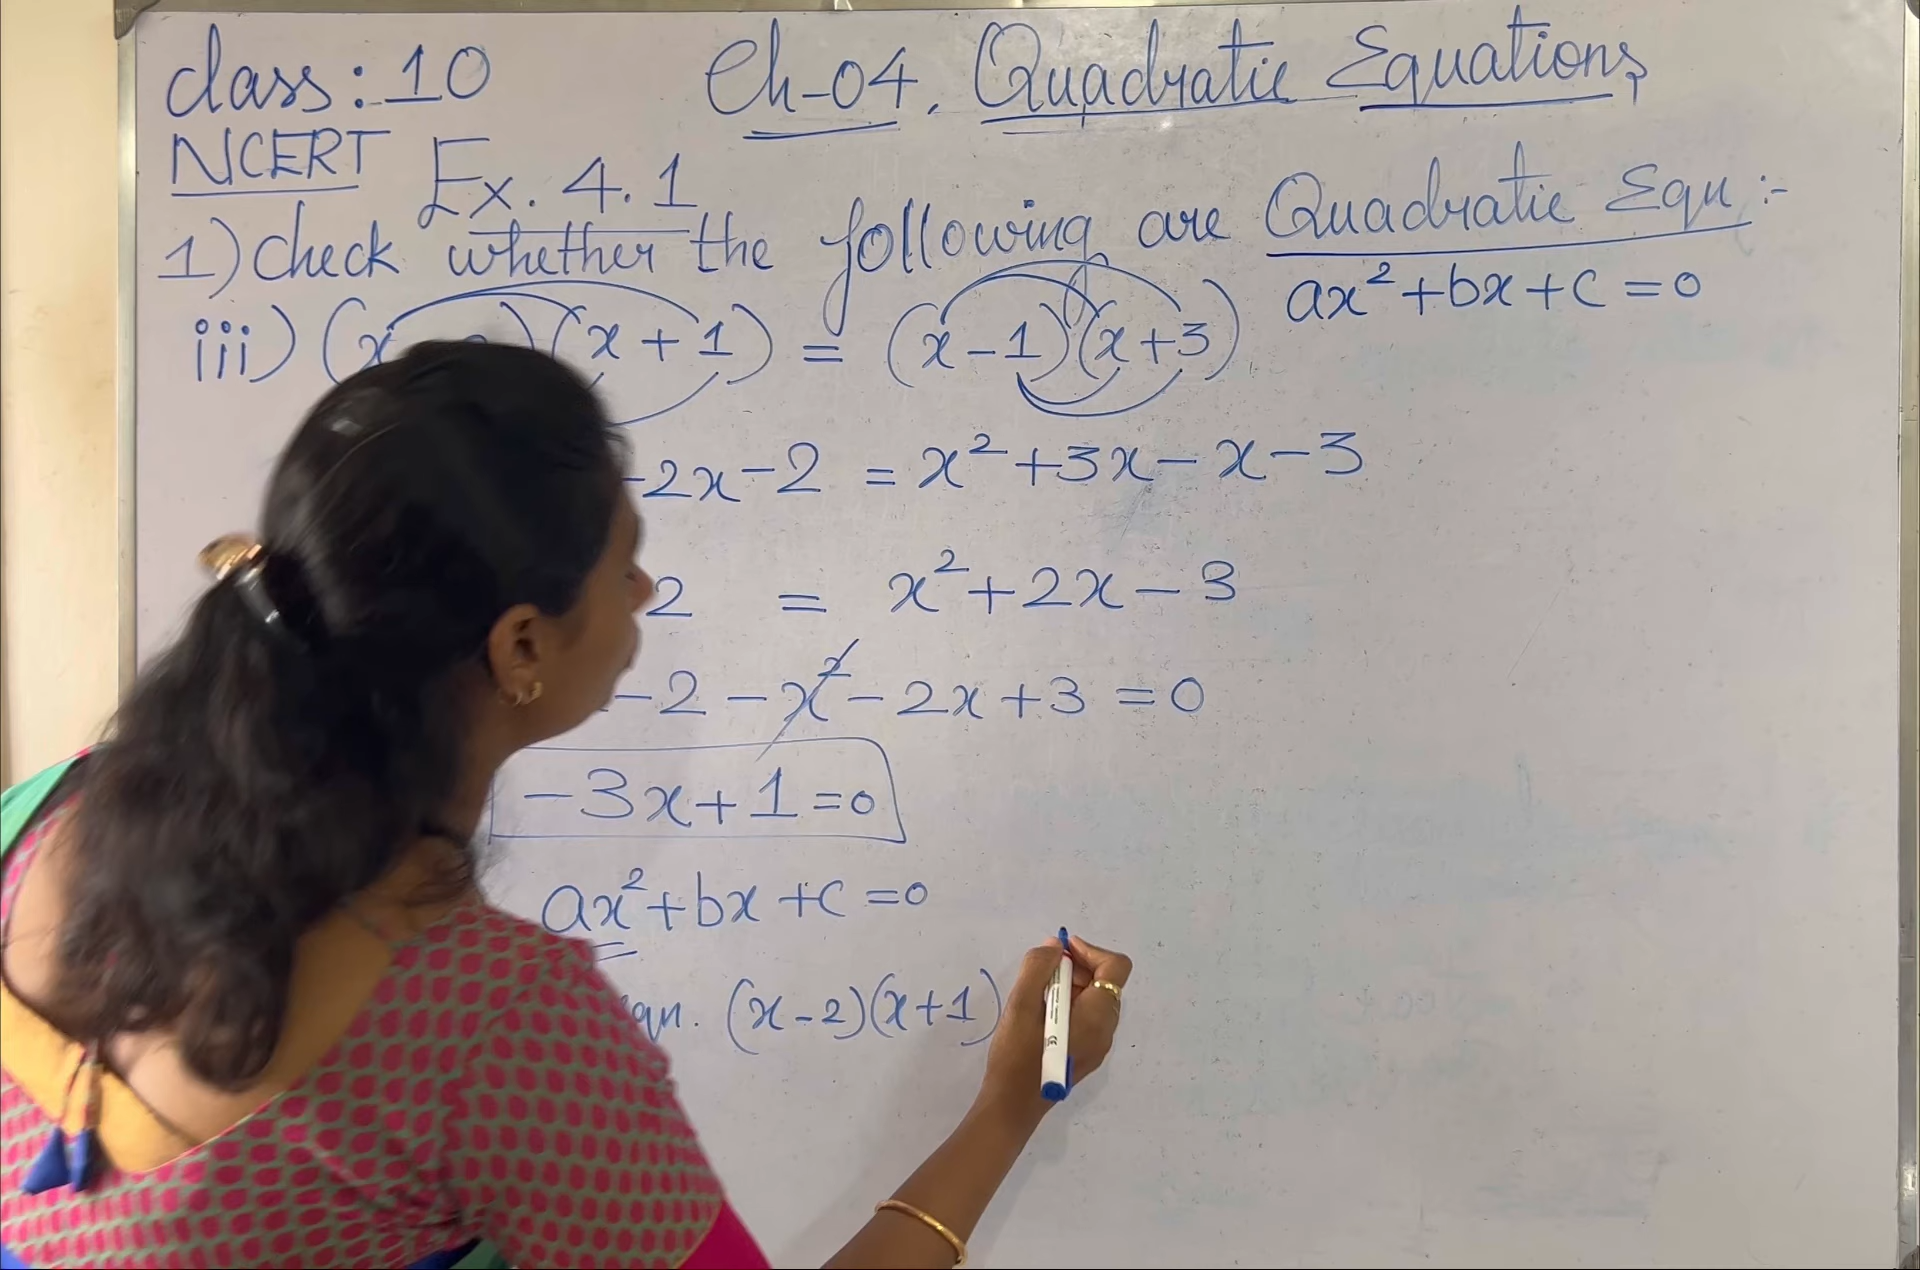 class: 10 Ch-04. Quadratic Equations
NCERT Ex. 4.1
1) check whether the following are Quadratic Equ :-
iii) (x ) (x + 1) = (x - 1) (x + 3) ax² + bx + c = 0
-2x - 2 = x² + 3x - x - 3
2 = x² + 2x - 3
- 2 - x² - 2x + 3 = 0
-3x + 1 = 0
ax² + bx + c = 0
qn. (x - 2)(x + 1)